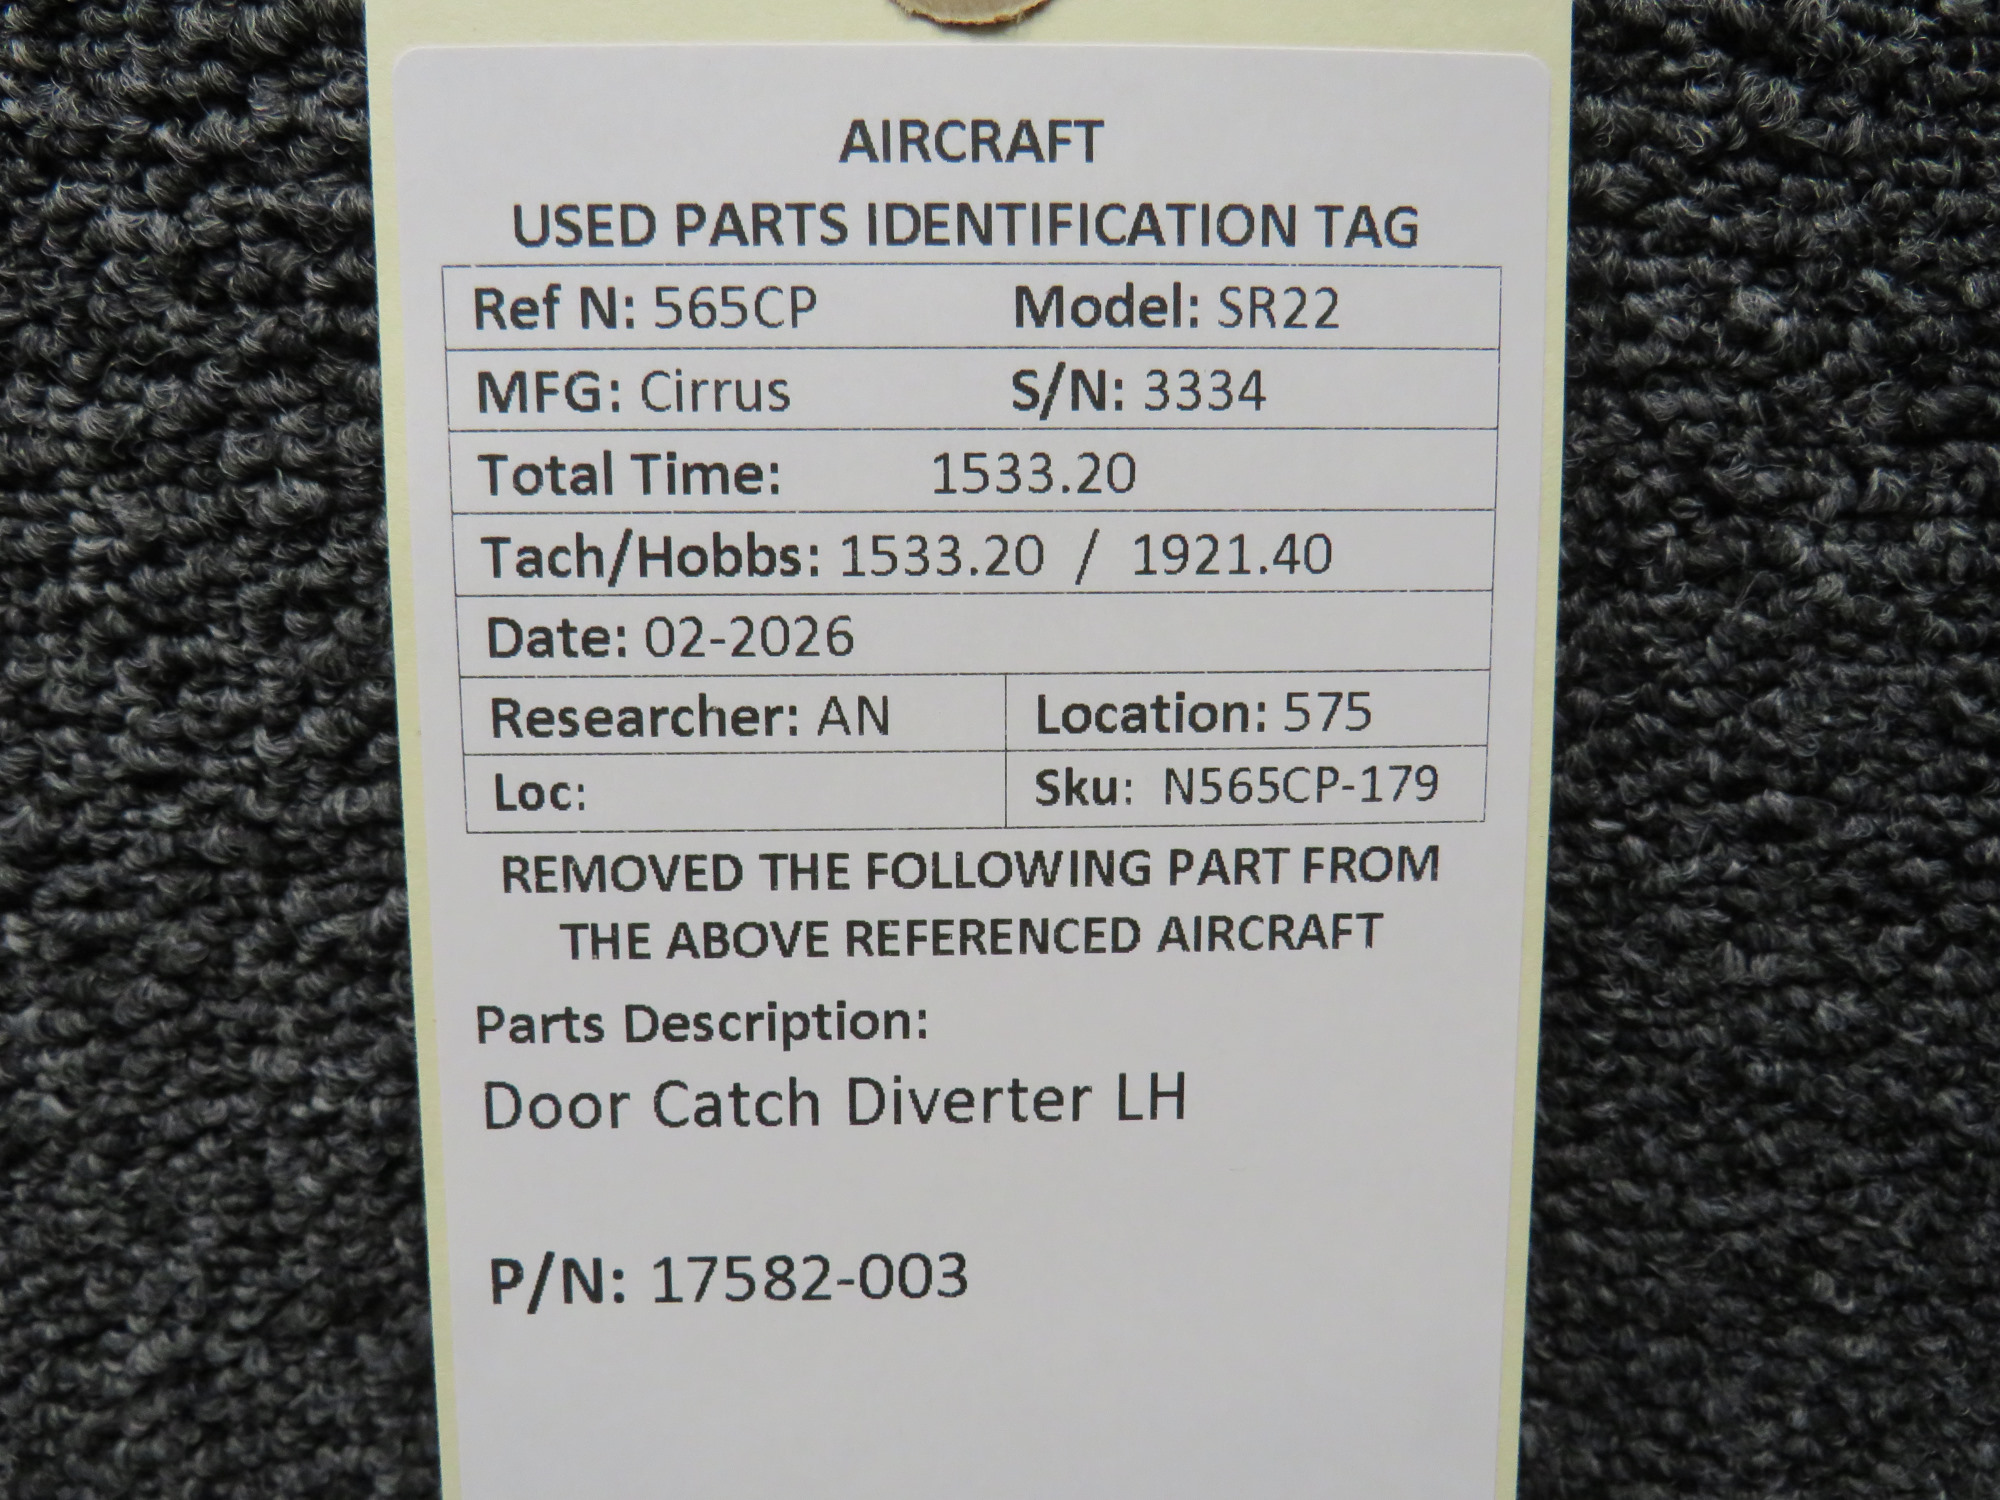 AIRCRAFT
USED PARTS IDENTIFICATION TAG
Ref N: 565CP Model: SR22
MFG: Cirrus S/N: 3334
Total Time: 1533.20
Tach/Hobbs: 1533.20 / 1921.40
Date: 02-2026
Researcher: AN Location: 575
Loc: Sku: N565CP-179
REMOVED THE FOLLOWING PART FROM
THE ABOVE REFERENCED AIRCRAFT
Parts Description:
Door Catch Diverter LH
P/N: 17582-003